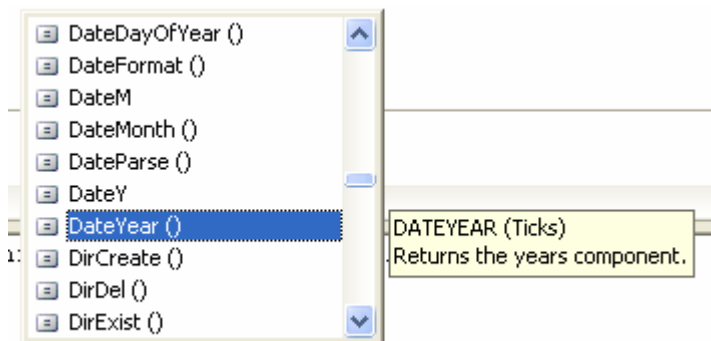 DateDayOfYear ()
DateFormat ()
DateM
DateMonth ()
DateParse ()
DateY
DateYear ()
DATEYEAR (Ticks)
Returns the years component.
DirCreate ()
DirDel ()
DirExist ()